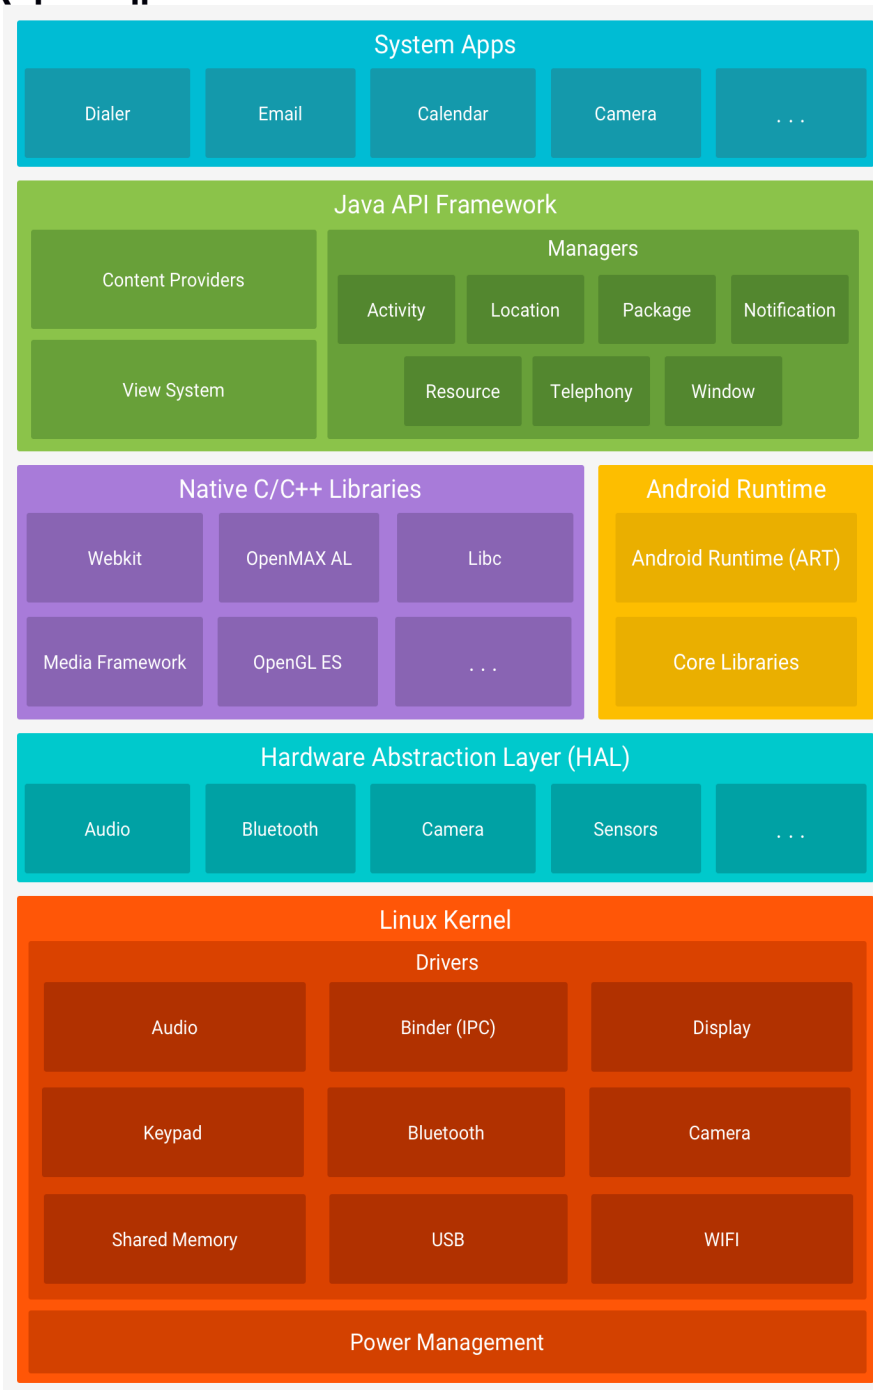 System Apps
Dialer Email Calendar Camera . . .
Java API Framework
Managers
Content Providers
Activity Location Package Notification
View System
Resource Telephony Window
Native C/C++ Libraries
Webkit OpenMAX AL Libc
Media Framework OpenGL ES . . .
Android Runtime
Android Runtime (ART)
Core Libraries
Hardware Abstraction Layer (HAL)
Audio Bluetooth Camera Sensors . . .
Linux Kernel
Drivers
Audio Binder (IPC) Display
Keypad Bluetooth Camera
Shared Memory USB WIFI
Power Management